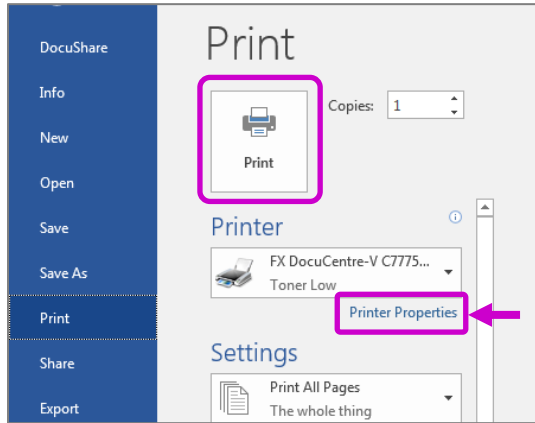 DocuShare
Info
New
Open
Save
Save As
Print
Share
Export
Print
Print
Copies: 1
Printer
FX DocuCentre-V C7775...
Toner Low
Printer Properties
Settings
Print All Pages
The whole thing